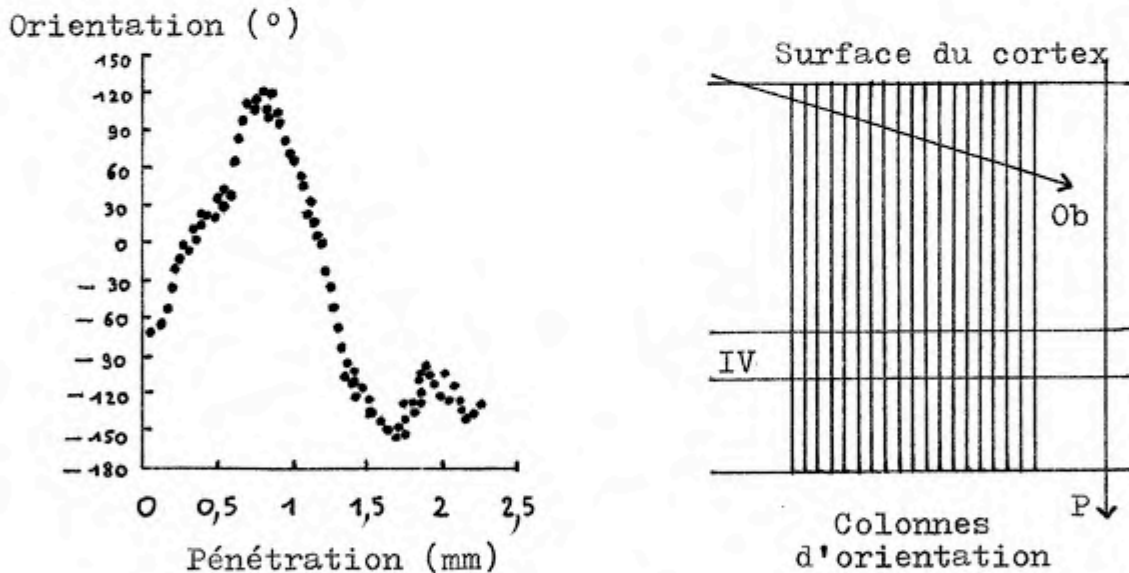 Orientation (°)
150
120
90
60
30
0
− 30
− 60
− 90
− 120
− 150
− 180
0 0,5 1 1,5 2 2,5
Pénétration (mm)
Surface du cortex
Ob
IV
P
Colonnes
d'orientation